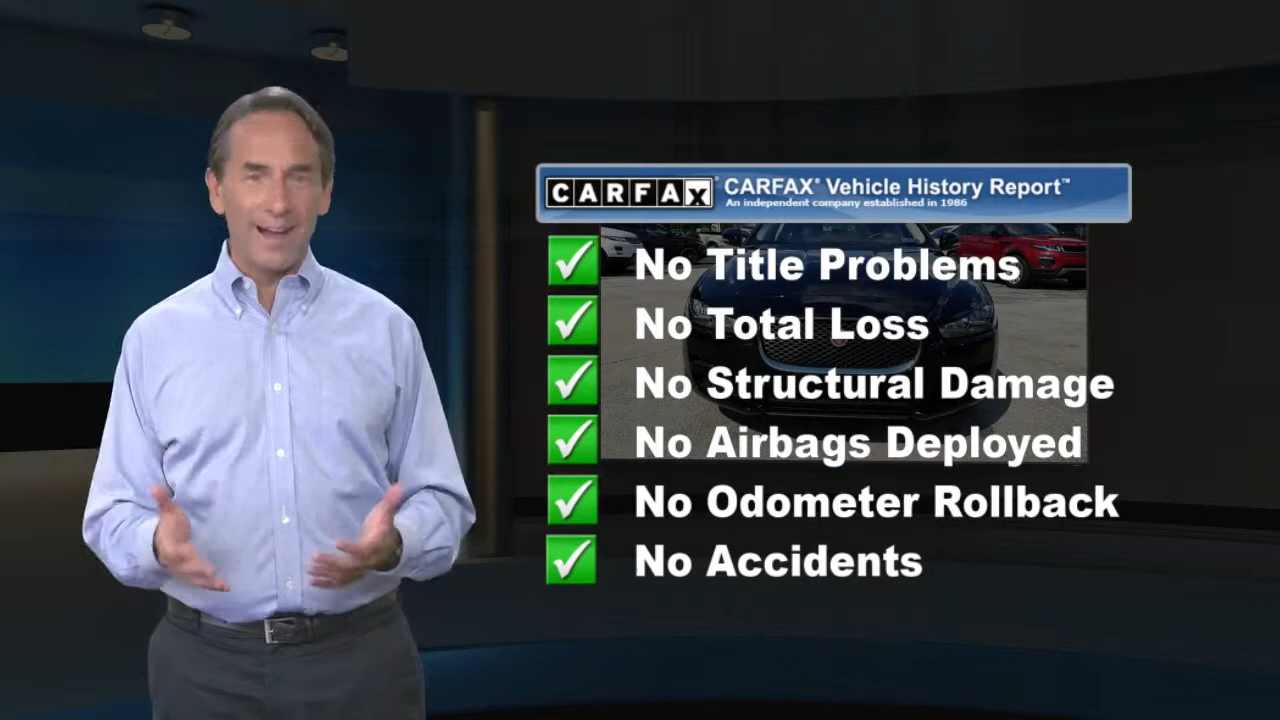 CARFAX® CARFAX® Vehicle History Report™
An independent company established in 1986
No Title Problems
No Total Loss
No Structural Damage
No Airbags Deployed
No Odometer Rollback
No Accidents